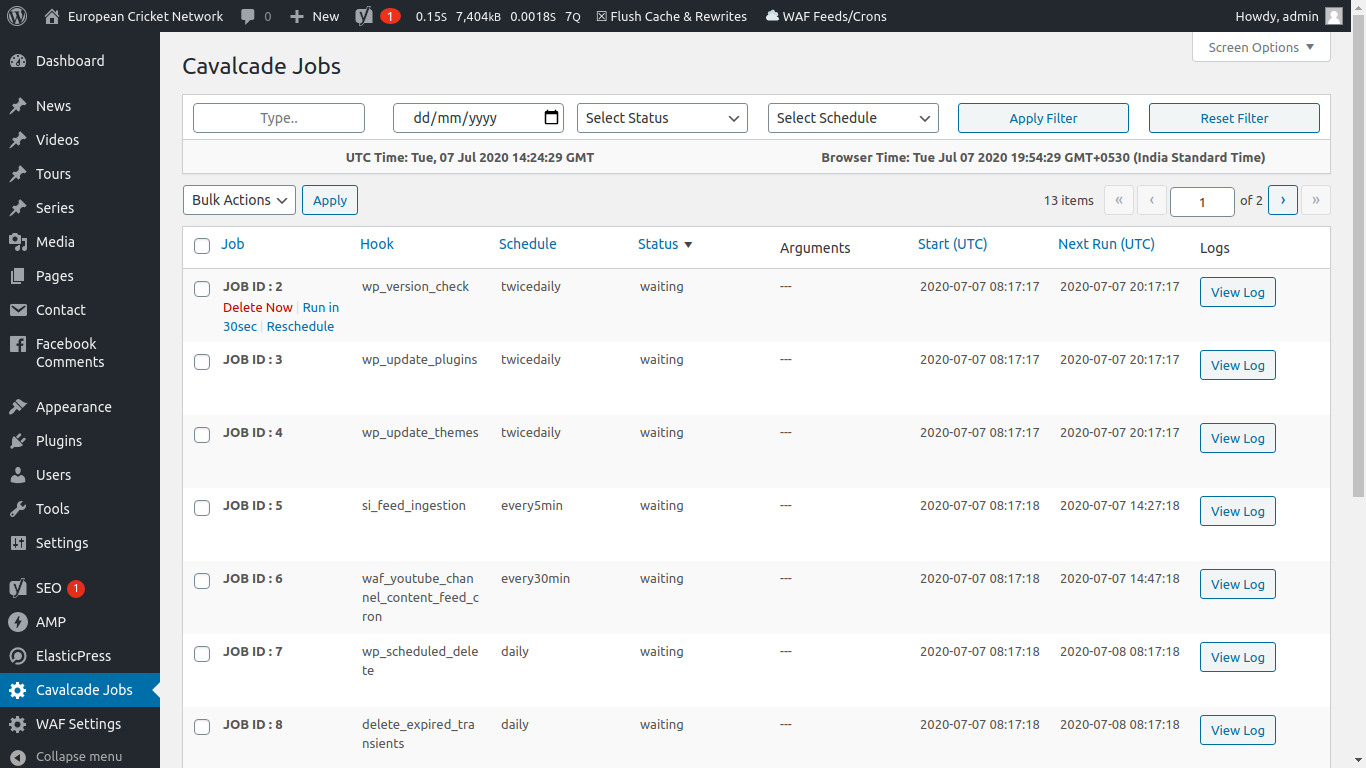 European Cricket Network 0 + New 1 0.15S 7,404kB 0.0018S 7Q Flush Cache & Rewrites WAF Feeds/Crons Howdy, admin
Screen Options
Dashboard
News
Videos
Tours
Series
Media
Pages
Contact
Facebook
Comments
Appearance
Plugins
Users
Tools
Settings
SEO 1
AMP
ElasticPress
Cavalcade Jobs
WAF Settings
Collapse menu
Cavalcade Jobs
Type.. dd/mm/yyyy Select Status Select Schedule Apply Filter Reset Filter
UTC Time: Tue, 07 Jul 2020 14:24:29 GMT Browser Time: Tue Jul 07 2020 19:54:29 GMT+0530 (India Standard Time)
Bulk Actions Apply 13 items « ‹ 1 of 2 › »
Job Hook Schedule Status Arguments Start (UTC) Next Run (UTC) Logs
JOB ID : 2 wp_version_check twicedaily waiting --- 2020-07-07 08:17:17 2020-07-07 20:17:17 View Log
Delete Now | Run in
30sec | Reschedule
JOB ID : 3 wp_update_plugins twicedaily waiting --- 2020-07-07 08:17:17 2020-07-07 20:17:17 View Log
JOB ID : 4 wp_update_themes twicedaily waiting --- 2020-07-07 08:17:17 2020-07-07 20:17:17 View Log
JOB ID : 5 si_feed_ingestion every5min waiting --- 2020-07-07 08:17:18 2020-07-07 14:27:18 View Log
JOB ID : 6 waf_youtube_chan every30min waiting --- 2020-07-07 08:17:18 2020-07-07 14:47:18 View Log
nel_content_feed_c
ron
JOB ID : 7 wp_scheduled_dele daily waiting --- 2020-07-07 08:17:18 2020-07-08 08:17:18 View Log
te
JOB ID : 8 delete_expired_tra daily waiting --- 2020-07-07 08:17:18 2020-07-08 08:17:18 View Log
nsients